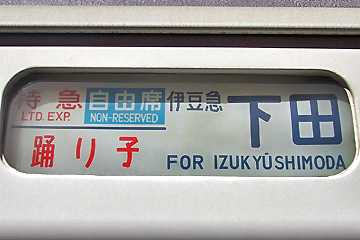 特急 自由席 伊豆急 下田
LTD. EXP. NON-RESERVED
踊り子 FOR IZUKYŪSHIMODA